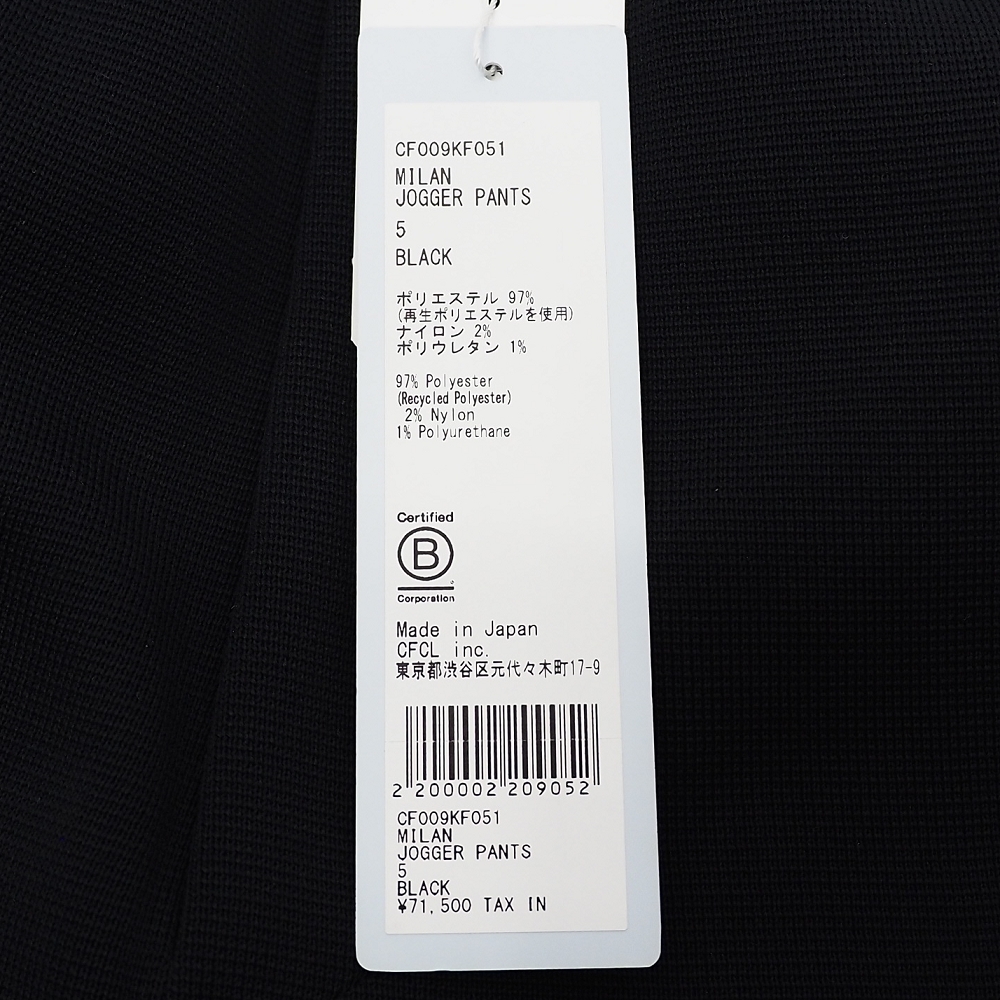 CF009KF051
MILAN
JOGGER PANTS
5
BLACK
ポリエステル 97%
(再生ポリエステルを使用)
ナイロン 2%
ポリウレタン 1%
97% Polyester
(Recycled Polyester)
2% Nylon
1% Polyurethane
Certified
B
Corporation
Made in Japan
CFCL inc.
東京都渋谷区元代々木町17-9
2 200002 209052
CF009KF051
MILAN
JOGGER PANTS
5
BLACK
¥71,500 TAX IN